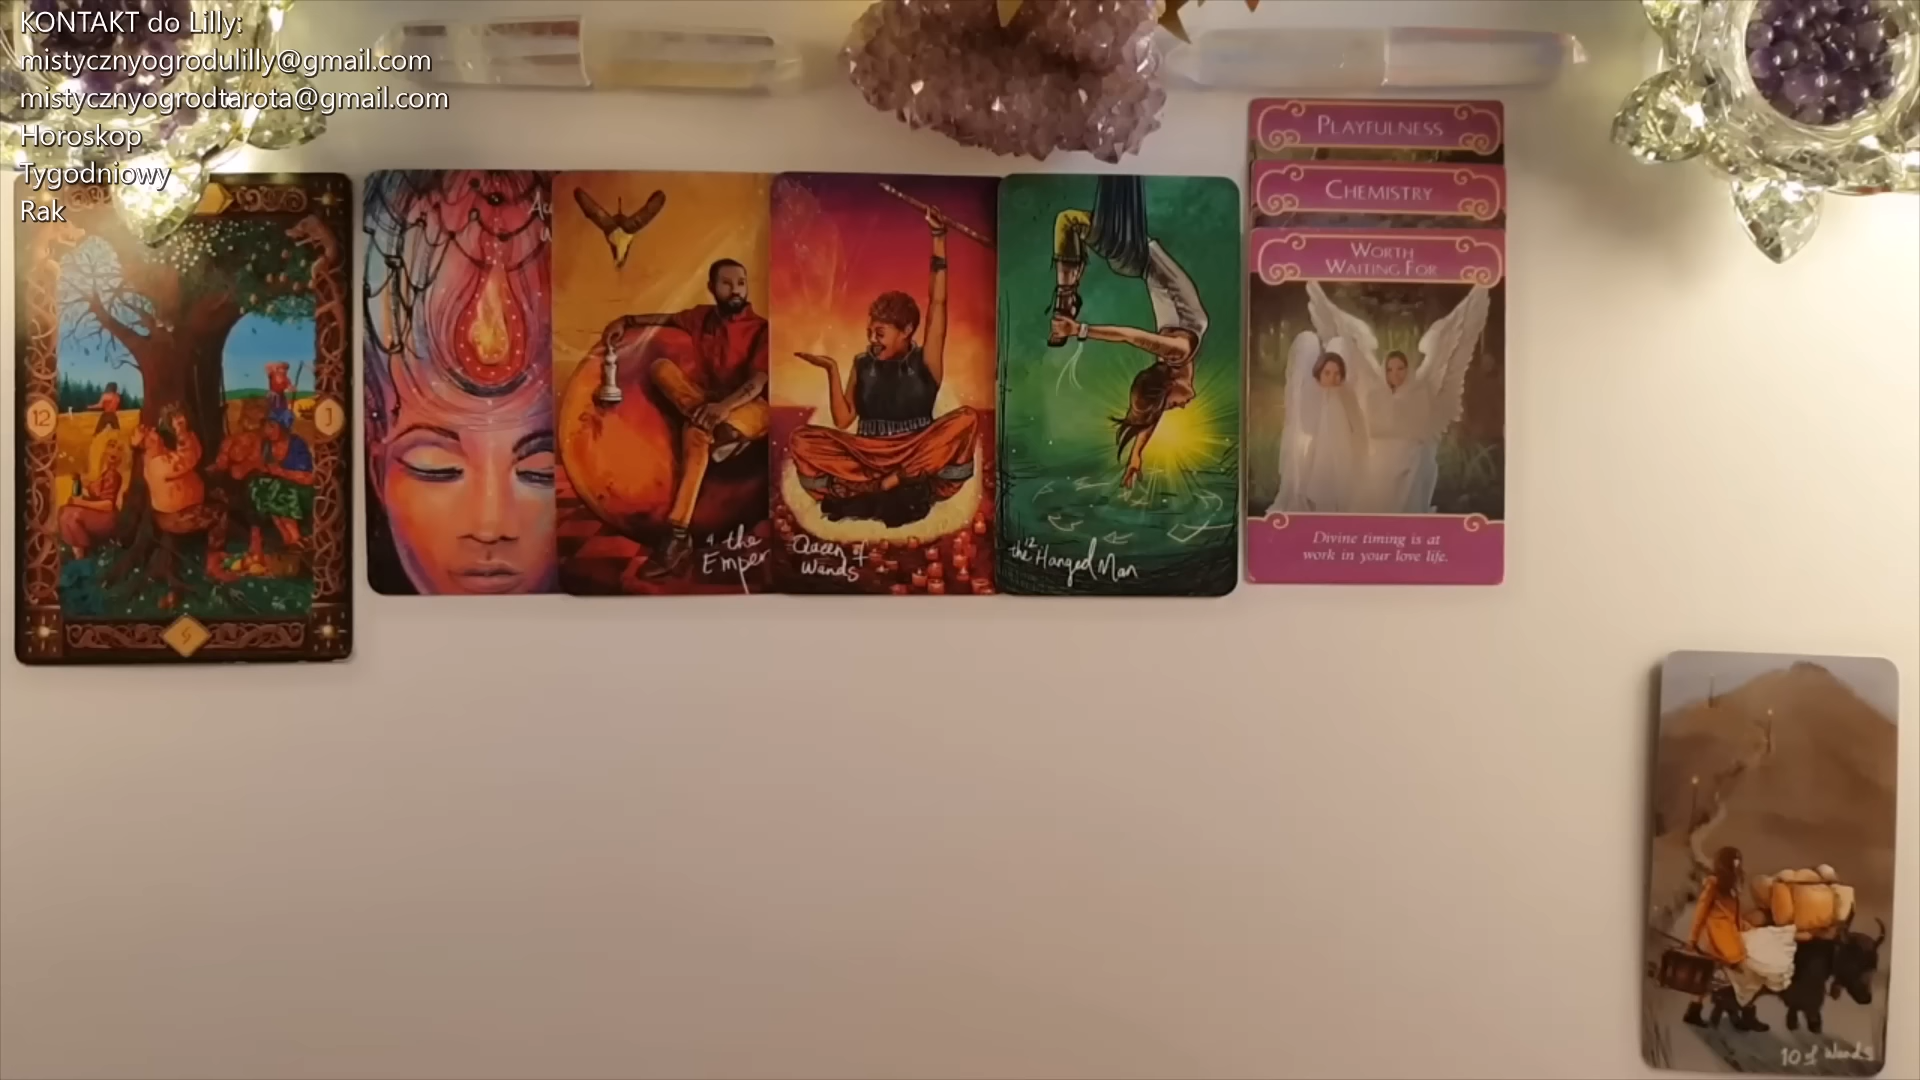 KONTAKT do Lilly:
mistycznyogrodulilly@gmail.com
mistycznyogrodtarota@gmail.com
Horoskop
Tygodniowy
Rak
12
J
5
4 the
Emper
Queen of
Wands
the 12 Hanged Man
PLAYFULNESS
CHEMISTRY
WORTH
WAITING FOR
Divine timing is at
work in your love life.
10 of Wands